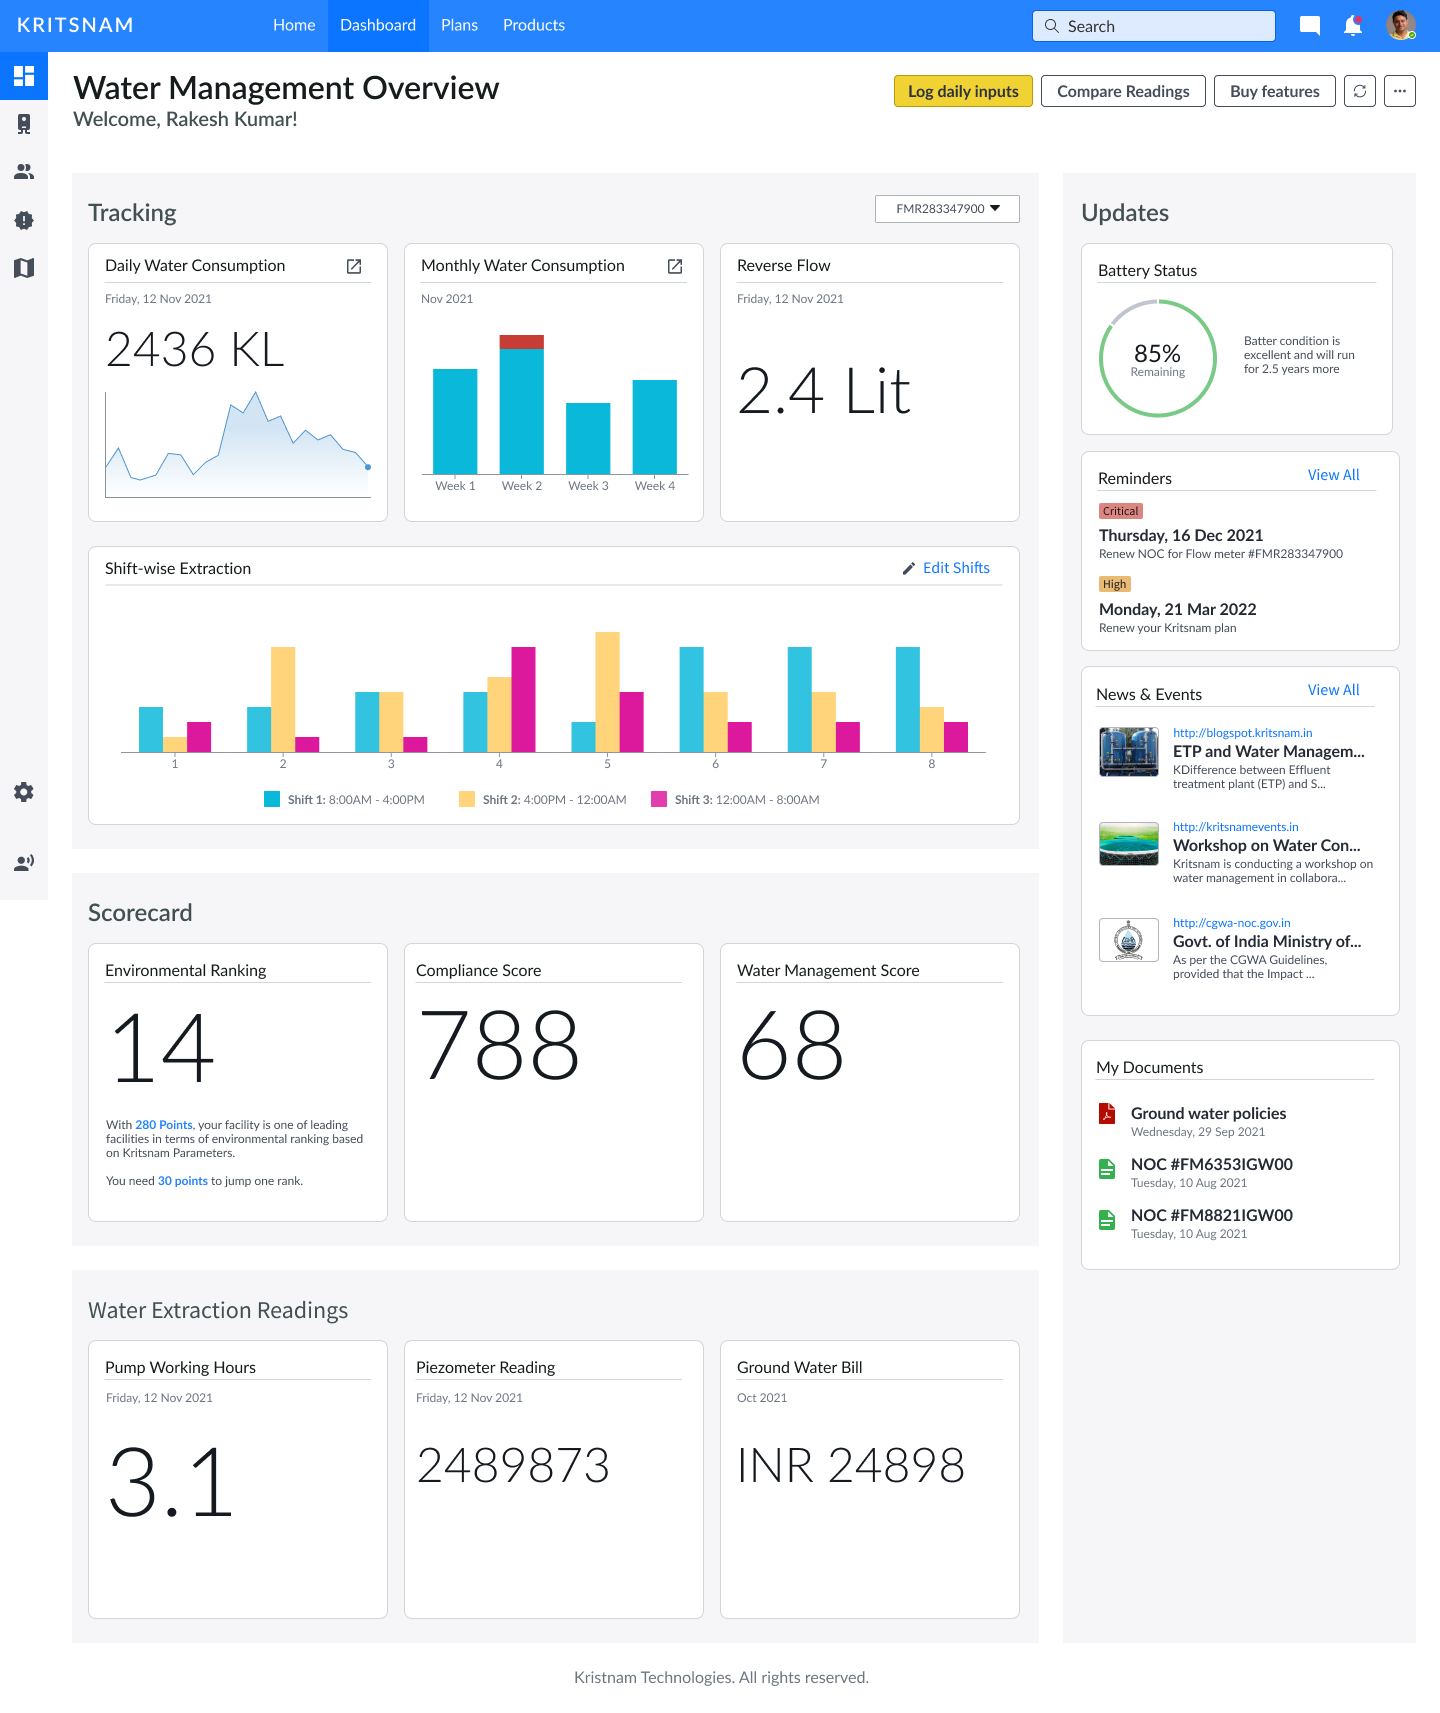 KRITSNAM
Home
Dashboard
Plans
Products
Search
Water Management Overview
Welcome, Rakesh Kumar!
Log daily inputs
Compare Readings
Buy features
Tracking
FMR283347900
Daily Water Consumption
Friday, 12 Nov 2021
2436 KL
Monthly Water Consumption
Nov 2021
Week 1
Week 2
Week 3
Week 4
Reverse Flow
Friday, 12 Nov 2021
2.4 Lit
Shift-wise Extraction
Edit Shifts
1
2
3
4
5
6
7
8
Shift 1: 8:00AM - 4:00PM
Shift 2: 4:00PM - 12:00AM
Shift 3: 12:00AM - 8:00AM
Scorecard
Environmental Ranking
14
With 280 Points, your facility is one of leading
facilities in terms of environmental ranking based
on Kritsnam Parameters.
You need 30 points to jump one rank.
Compliance Score
788
Water Management Score
68
Water Extraction Readings
Pump Working Hours
Friday, 12 Nov 2021
3.1
Piezometer Reading
Friday, 12 Nov 2021
2489873
Ground Water Bill
Oct 2021
INR 24898
Updates
Battery Status
85%
Remaining
Batter condition is
excellent and will run
for 2.5 years more
Reminders
View All
Critical
Thursday, 16 Dec 2021
Renew NOC for Flow meter #FMR283347900
High
Monday, 21 Mar 2022
Renew your Kritsnam plan
News & Events
View All
http://blogspot.kritsnam.in
ETP and Water Managem...
KDifference between Effluent
treatment plant (ETP) and S...
http://kritsnamevents.in
Workshop on Water Con...
Kritsnam is conducting a workshop on
water management in collabora...
http://cgwa-noc.gov.in
Govt. of India Ministry of...
As per the CGWA Guidelines,
provided that the Impact ...
My Documents
Ground water policies
Wednesday, 29 Sep 2021
NOC #FM6353IGW00
Tuesday, 10 Aug 2021
NOC #FM8821IGW00
Tuesday, 10 Aug 2021
Kristnam Technologies. All rights reserved.